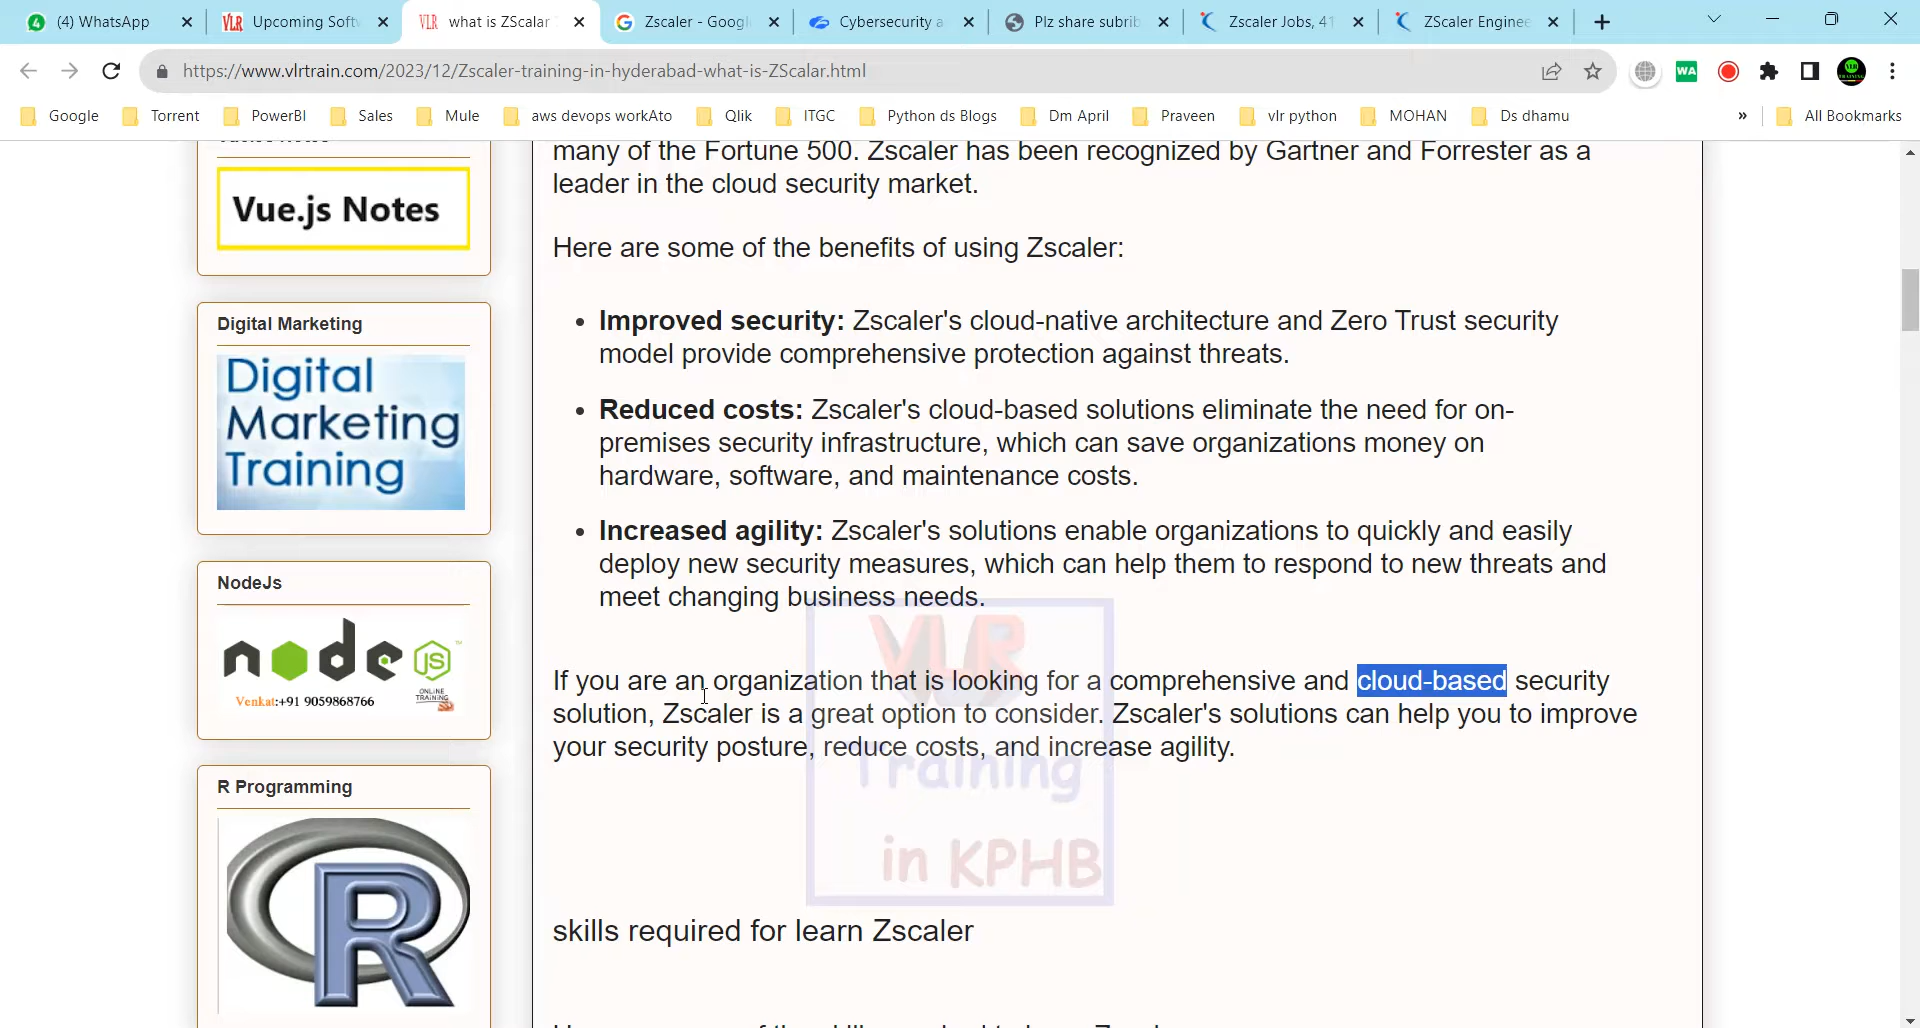 (4) WhatsApp
Upcoming Softw
what is ZScalar
Zscaler - Google
Cybersecurity a
Plz share subrib
Zscaler Jobs, 41
ZScaler Enginee
https://www.vlrtrain.com/2023/12/Zscaler-training-in-hyderabad-what-is-ZScalar.html
WA
Google
Torrent
PowerBI
Sales
Mule
aws devops workAto
Qlik
ITGC
Python ds Blogs
Dm April
Praveen
vlr python
MOHAN
Ds dhamu
»
All Bookmarks
Vue.js Notes
Digital Marketing
Digital
Marketing
Training
NodeJs
node
JS
Venkat:+91 9059868766
ONLINE
TRAINING
R Programming
R
many of the Fortune 500. Zscaler has been recognized by Gartner and Forrester as a
leader in the cloud security market.
Here are some of the benefits of using Zscaler:
• Improved security: Zscaler's cloud-native architecture and Zero Trust security
model provide comprehensive protection against threats.
• Reduced costs: Zscaler's cloud-based solutions eliminate the need for on-
premises security infrastructure, which can save organizations money on
hardware, software, and maintenance costs.
• Increased agility: Zscaler's solutions enable organizations to quickly and easily
deploy new security measures, which can help them to respond to new threats and
meet changing business needs.
If you are an organization that is looking for a comprehensive and cloud-based security
solution, Zscaler is a great option to consider. Zscaler's solutions can help you to improve
your security posture, reduce costs, and increase agility.
VLR
Training
in KPHB
skills required for learn Zscaler